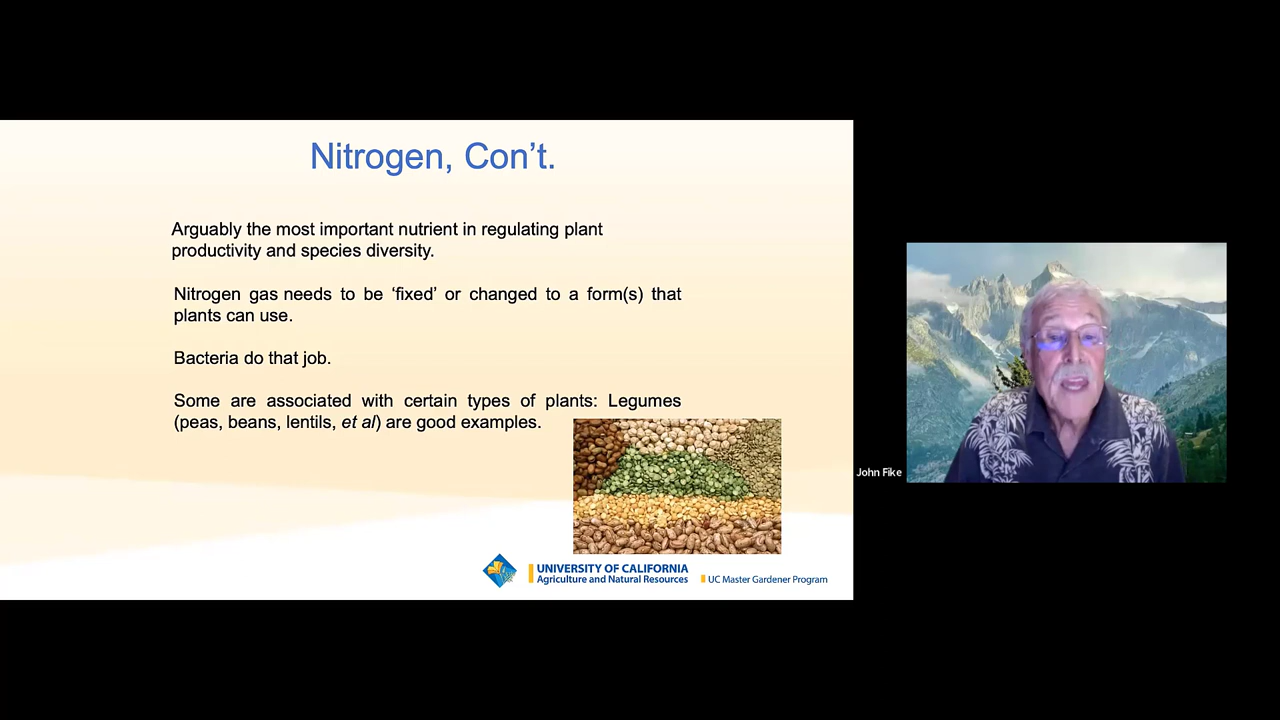 Nitrogen, Con’t.
Arguably the most important nutrient in regulating plant
productivity and species diversity.
Nitrogen gas needs to be ‘fixed’ or changed to a form(s) that
plants can use.
Bacteria do that job.
Some are associated with certain types of plants: Legumes
(peas, beans, lentils, et al) are good examples.
UNIVERSITY OF CALIFORNIA
Agriculture and Natural Resources
UC Master Gardener Program
John Fike